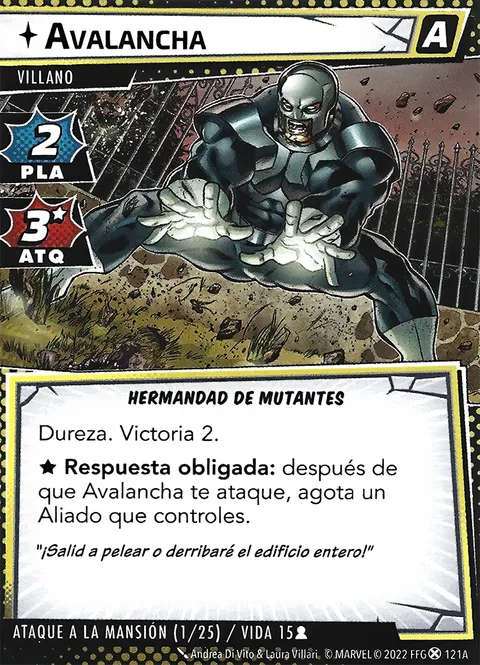 AVALANCHA
A
VILLANO
2
PLA
3★
ATQ
HERMANDAD DE MUTANTES
Dureza. Victoria 2.
★ Respuesta obligada: después de
que Avalancha te ataque, agota un
Aliado que controles.
"¡Salid a pelear o derribaré el edificio entero!"
ATAQUE A LA MANSIÓN (1/25) / VIDA 15
Andrea Di Vito & Laura Villari. © MARVEL © 2022 FFG 121A